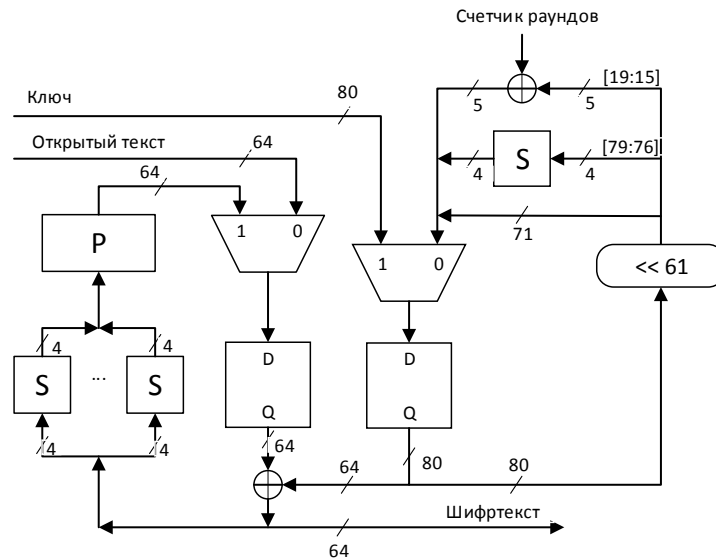 Счетчик раундов
[19:15]
Ключ
80
5
5
Открытый текст
64
[79:76]
S
64
4
4
1
0
71
P
1
0
<< 61
4
4
D
D
S
...
S
Q
Q
4
4
64
80
64
80
Шифртекст
64